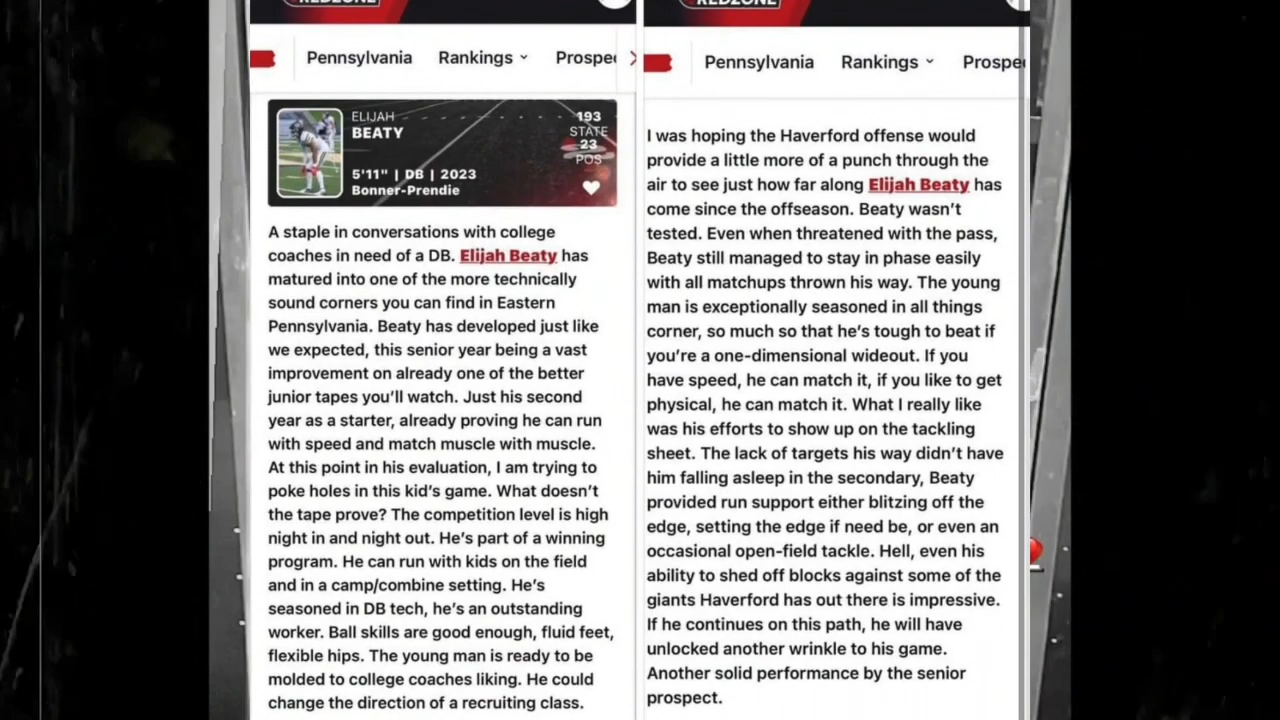 REDZONE
Pennsylvania
Rankings
ELIJAH
BEATY
5'11" | DB | 2023
Bonner-Prendie
193
STATE
23
POS
A staple in conversations with college
coaches in need of a DB. Elijah Beaty has
matured into one of the more technically
sound corners you can find in Eastern
Pennsylvania. Beaty has developed just like
we expected, this senior year being a vast
improvement on already one of the better
junior tapes you’ll watch. Just his second
year as a starter, already proving he can run
with speed and match muscle with muscle.
At this point in his evaluation, I am trying to
poke holes in this kid’s game. What doesn’t
the tape prove? The competition level is high
night in and night out. He’s part of a winning
program. He can run with kids on the field
and in a camp/combine setting. He’s
seasoned in DB tech, he’s an outstanding
worker. Ball skills are good enough, fluid feet,
flexible hips. The young man is ready to be
molded to college coaches liking. He could
change the direction of a recruiting class.
REDZONE
Pennsylvania
Rankings
I was hoping the Haverford offense would
provide a little more of a punch through the
air to see just how far along Elijah Beaty has
come since the offseason. Beaty wasn’t
tested. Even when threatened with the pass,
Beaty still managed to stay in phase easily
with all matchups thrown his way. The young
man is exceptionally seasoned in all things
corner, so much so that he’s tough to beat if
you’re a one-dimensional wideout. If you
have speed, he can match it, if you like to get
physical, he can match it. What I really like
was his efforts to show up on the tackling
sheet. The lack of targets his way didn’t have
him falling asleep in the secondary, Beaty
provided run support either blitzing off the
edge, setting the edge if need be, or even an
occasional open-field tackle. Hell, even his
ability to shed off blocks against some of the
giants Haverford has out there is impressive.
If he continues on this path, he will have
unlocked another wrinkle to his game.
Another solid performance by the senior
prospect.